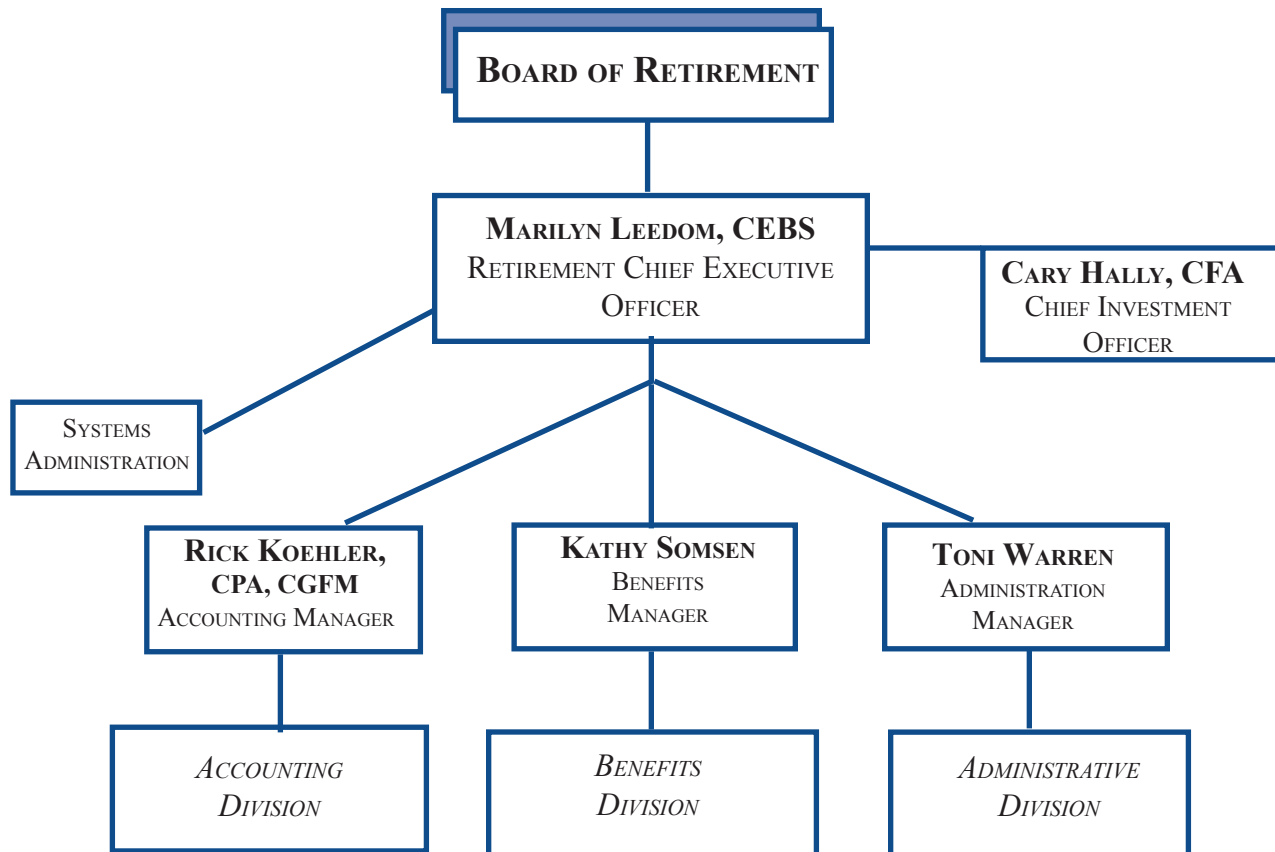 Board of Retirement
Marilyn Leedom, CEBS
Retirement Chief Executive
Officer
Cary Hally, CFA
Chief Investment
Officer
Systems
Administration
Rick Koehler,
CPA, CGFM
Accounting Manager
Kathy Somsen
Benefits
Manager
Toni Warren
Administration
Manager
Accounting
Division
Benefits
Division
Administrative
Division